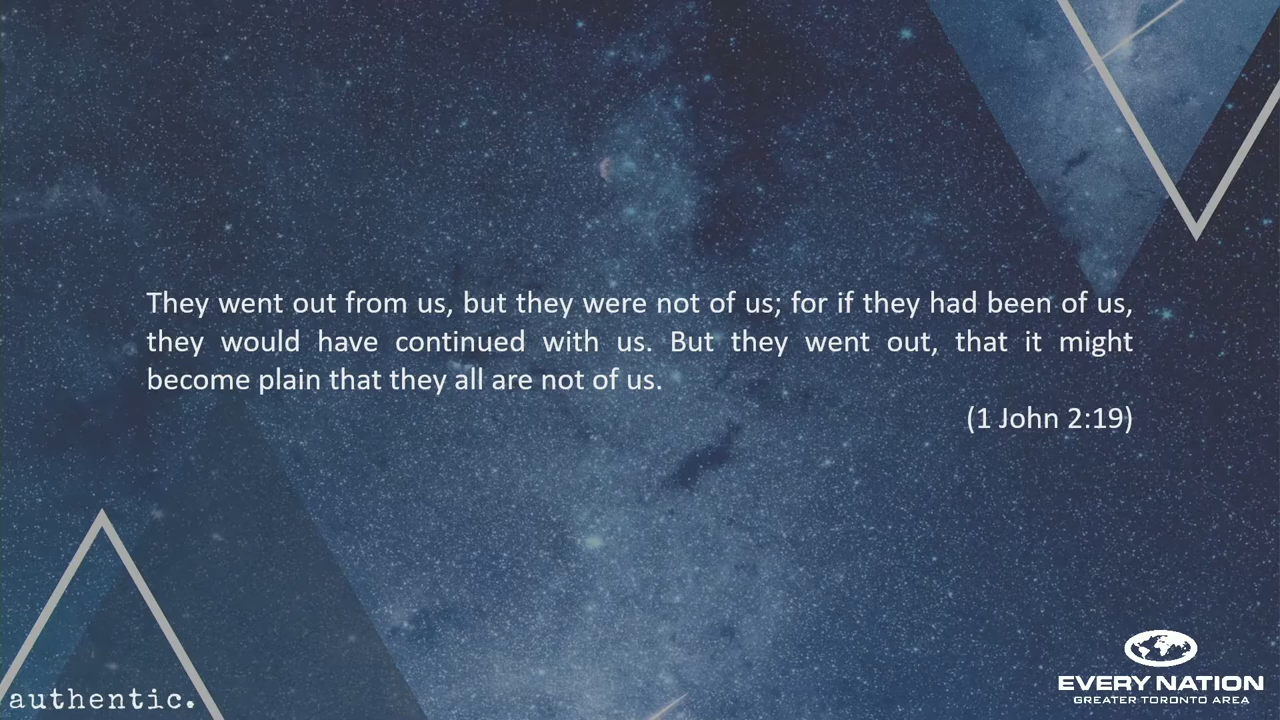 They went out from us, but they were not of us; for if they had been of us,
they would have continued with us. But they went out, that it might
become plain that they all are not of us.
(1 John 2:19)
authentic.
EVERY NATION
GREATER TORONTO AREA